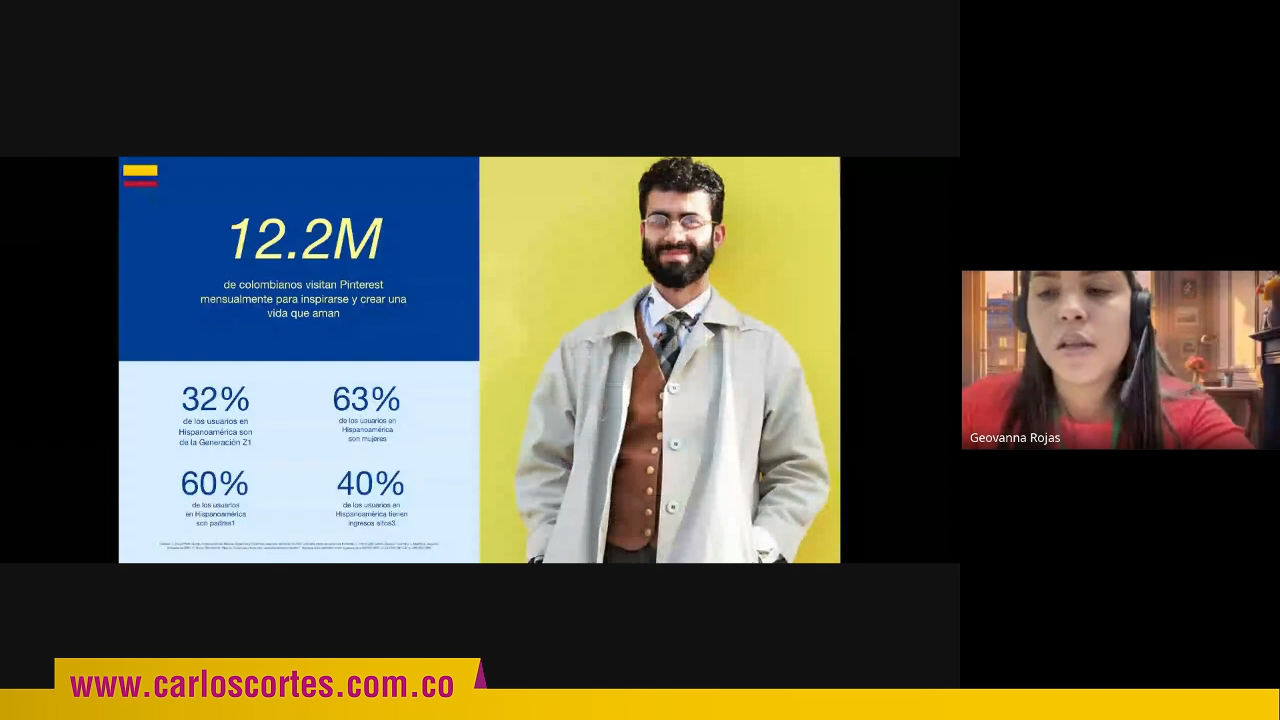 12.2M
de colombianos visitan Pinterest
mensualmente para inspirarse y crear una
vida que aman
32%
de los usuarios en
Hispanoamérica son
de la Generación Z1
63%
de los usuarios en
Hispanoamérica
son mujeres
60%
de los usuarios
en Hispanoamérica
son padres1
40%
de los usuarios en
Hispanoamérica tienen
ingresos altos3.
Geovanna Rojas
www.carloscortes.com.co